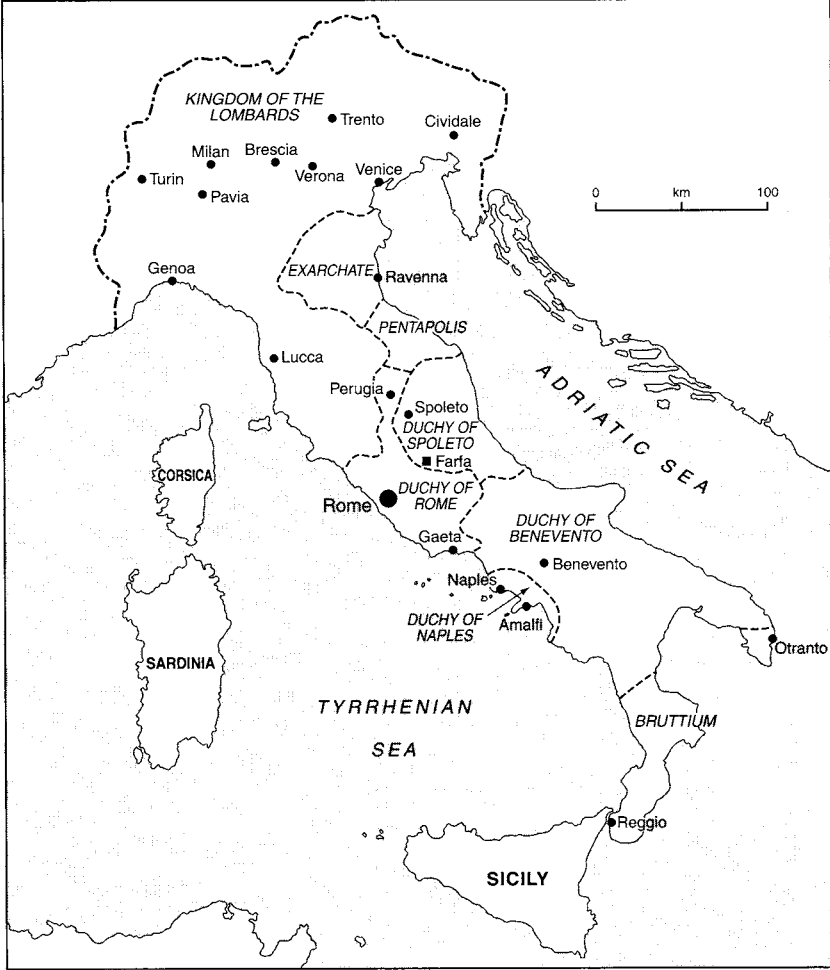 KINGDOM OF THE
LOMBARDS
Trento
Cividale
Milan
Brescia
Verona
Venice
Turin
Pavia
0 km 100
Genoa
EXARCHATE
Ravenna
PENTAPOLIS
Lucca
Perugia
Spoleto
DUCHY OF
SPOLETO
Farfa
ADRIATIC SEA
CORSICA
Rome
DUCHY OF
ROME
DUCHY OF
BENEVENTO
Gaeta
Benevento
Naples
DUCHY OF
NAPLES
Amalfi
Otranto
SARDINIA
TYRRHENIAN
SEA
BRUTTIUM
Reggio
SICILY